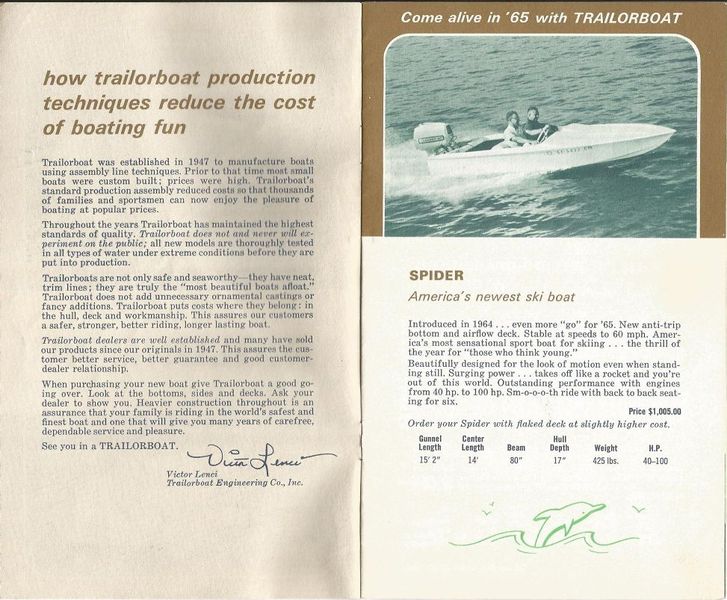 how trailorboat production
techniques reduce the cost
of boating fun
Trailorboat was established in 1947 to manufacture boats
using assembly line techniques. Prior to that time most small
boats were custom built; prices were high. Trailorboat's
standard production assembly reduced costs so that thousands
of families and sportsmen can now enjoy the pleasure of
boating at popular prices.
Throughout the years Trailorboat has maintained the highest
standards of quality. Trailorboat does not and never will ex-
periment on the public; all new models are thoroughly tested
in all types of water under extreme conditions before they are
put into production.
Trailorboats are not only safe and seaworthy—they have neat,
trim lines; they are truly the "most beautiful boats afloat."
Trailorboat does not add unnecessary ornamental castings or
fancy additions. Trailorboat puts costs where they belong: in
the hull, deck and workmanship. This assures our customers
a safer, stronger, better riding, longer lasting boat.
Trailorboat dealers are well established and many have sold
our products since our originals in 1947. This assures the cus-
tomer better service, better guarantee and good customer-
dealer relationship.
When purchasing your new boat give Trailorboat a good go-
ing over. Look at the bottoms, sides and decks. Ask your
dealer to show you. Heavier construction throughout is an
assurance that your family is riding in the world's safest and
finest boat and one that will give you many years of carefree,
dependable service and pleasure.
See you in a TRAILORBOAT.
Victor Lenci
Victor Lenci
Trailorboat Engineering Co., Inc.
Come alive in '65 with TRAILORBOAT
SPIDER
America's newest ski boat
Introduced in 1964 . . . even more "go" for '65. New anti-trip
bottom and airflow deck. Stable at speeds to 60 mph. Amer-
ica's most sensational sport boat for skiing . . . the thrill of
the year for "those who think young."
Beautifully designed for the look of motion even when stand-
ing still. Surging power . . . takes off like a rocket and you're
out of this world. Outstanding performance with engines
from 40 hp. to 100 hp. Sm-o-o-o-th ride with back to back seat-
ing for six.
Price $1,005.00
Order your Spider with flaked deck at slightly higher cost.
Gunnel Length Center Length Beam Hull Depth Weight H.P.
15' 2" 14' 80" 17" 425 lbs. 40-100